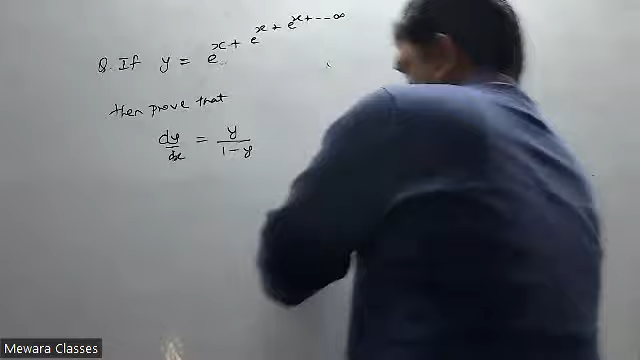 Q. If y = e^{x + e^{x + e^{x + --- ∞}}}
then prove that
dy/dx = y/(1-y)
Mewara Classes